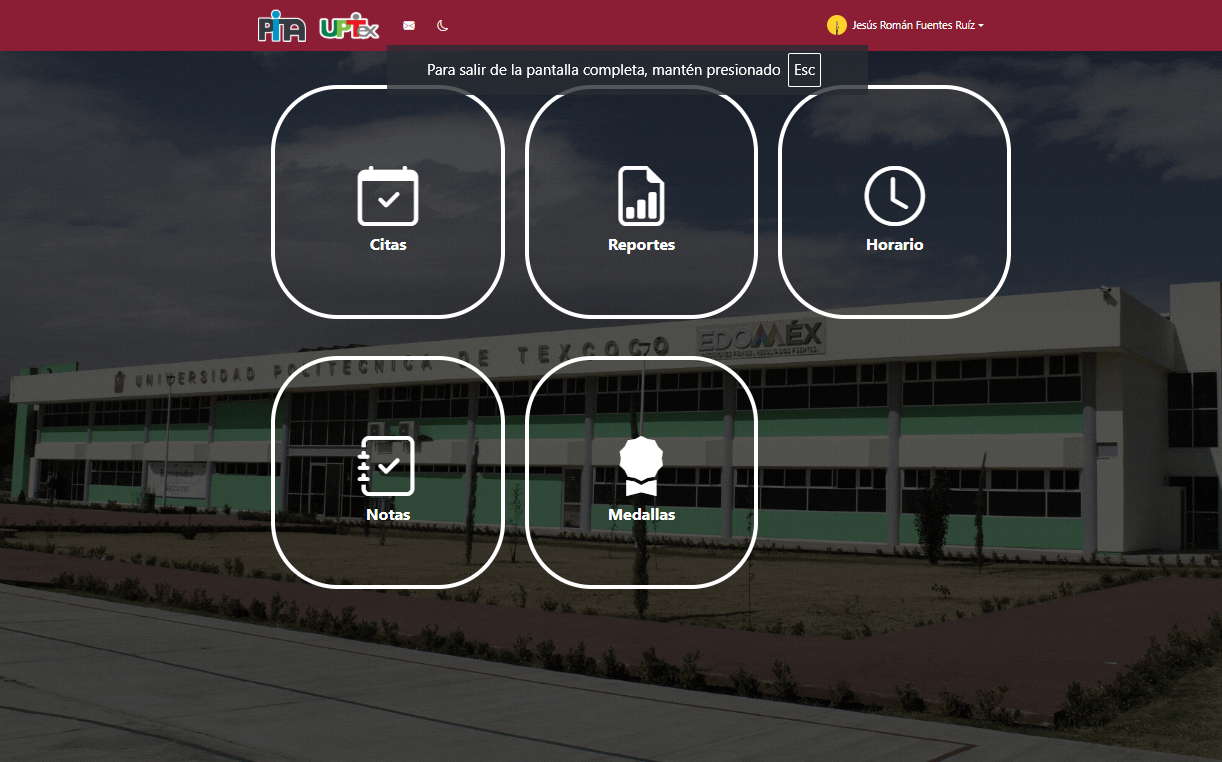 PIA UPTex Jesús Román Fuentes Ruíz
Para salir de la pantalla completa, mantén presionado Esc
Citas
Reportes
Horario
UNIVERSIDAD POLITÉCNICA DE TEXCOCO
EDOMÉX
Notas
Medallas